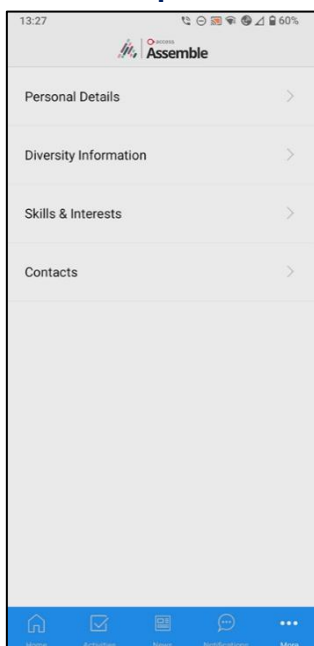 13:27 60%
access
Assemble
Personal Details
Diversity Information
Skills & Interests
Contacts
Home Activities News Notifications More